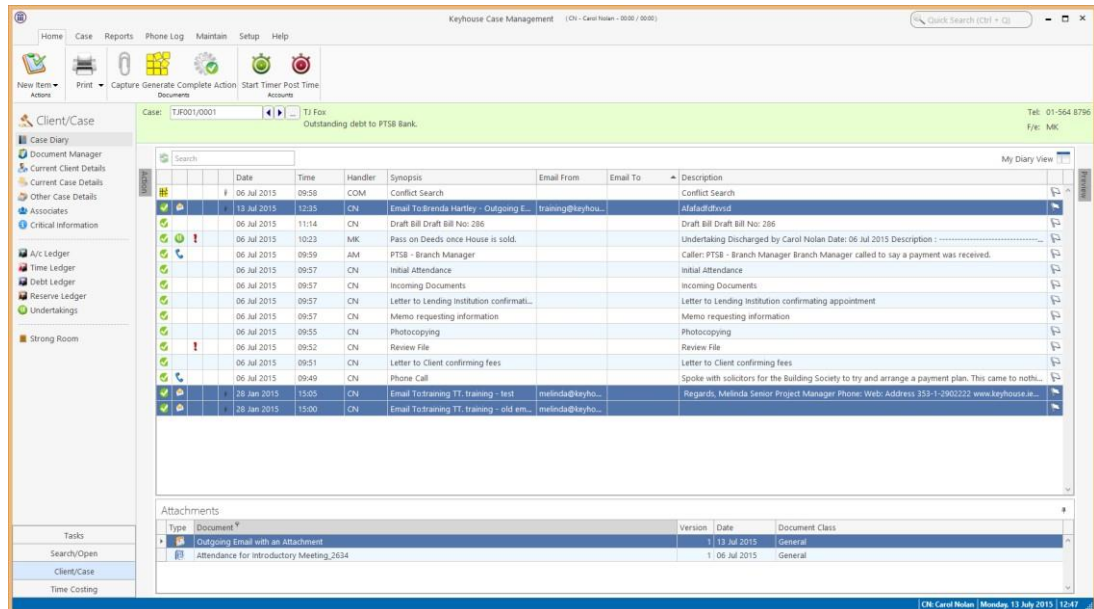 Keyhouse Case Management (CN - Carol Nolan - 00:00 / 00:00)
Quick Search (Ctrl + Q)
Home Case Reports Phone Log Maintain Setup Help
New Item Print Capture Generate Complete Action Start Timer Post Time
Actions Documents Accounts
Client/Case
Case Diary
Document Manager
Current Client Details
Current Case Details
Other Case Details
Associates
Critical Information
A/c Ledger
Time Ledger
Debt Ledger
Reserve Ledger
Undertakings
Strong Room
Tasks
Search/Open
Client/Case
Time Costing
Case: TJF001/0001 ... TJ Fox Tel: 01-564 8796
Outstanding debt to PTSB Bank. F/e: MK
Action
Search My Diary View
Preview
Date Time Handler Synopsis Email From Email To Description
06 Jul 2015 09:58 COM Conflict Search Conflict Search
13 Jul 2015 12:35 CN Email To:Brenda Hartley - Outgoing E... training@keyhou...
06 Jul 2015 11:14 CN Draft Bill Draft Bill No: 286 Draft Bill Draft Bill No: 286
06 Jul 2015 10:23 MK Pass on Deeds once House is sold. Undertaking Discharged by Carol Nolan Date: 06 Jul 2015 Description : ----------------------------------...
06 Jul 2015 09:59 AM PTSB - Branch Manager Caller: PTSB - Branch Manager Branch Manager called to say a payment was received.
06 Jul 2015 09:57 CN Initial Attendance Initial Attendance
06 Jul 2015 09:57 CN Incoming Documents Incoming Documents
06 Jul 2015 09:57 CN Letter to Lending Institution confirmati... Letter to Lending Institution confirmating appointment
06 Jul 2015 09:57 CN Memo requesting information Memo requesting information
06 Jul 2015 09:55 CN Photocopying Photocopying
06 Jul 2015 09:52 CN Review File Review File
06 Jul 2015 09:51 CN Letter to Client confirming fees Letter to Client confirming fees
06 Jul 2015 09:49 CN Phone Call Spoke with solicitors for the Building Society to try and arrange a payment plan. This came to nothi...
28 Jan 2015 15:05 CN Email To:training TT. training - test melinda@keyho... Regards, Melinda Senior Project Manager Phone: Web: Address 353-1-2902222 www.keyhouse.ie...
28 Jan 2015 15:00 CN Email To:training TT. training - old em... melinda@keyho...
Attachments
Type Document Version Date Document Class
Outgoing Email with an Attachment 1 13 Jul 2015 General
Attendance for Introductory Meeting_2634 1 06 Jul 2015 General
CN: Carol Nolan Monday, 13 July 2015 12:47